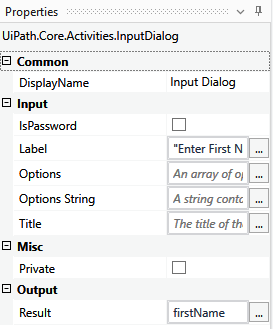 Properties
UiPath.Core.Activities.InputDialog
Common
DisplayName Input Dialog
Input
IsPassword
Label "Enter First N ...
Options An array of op ...
Options String A string conta ...
Title The title of th ...
Misc
Private
Output
Result firstName ...